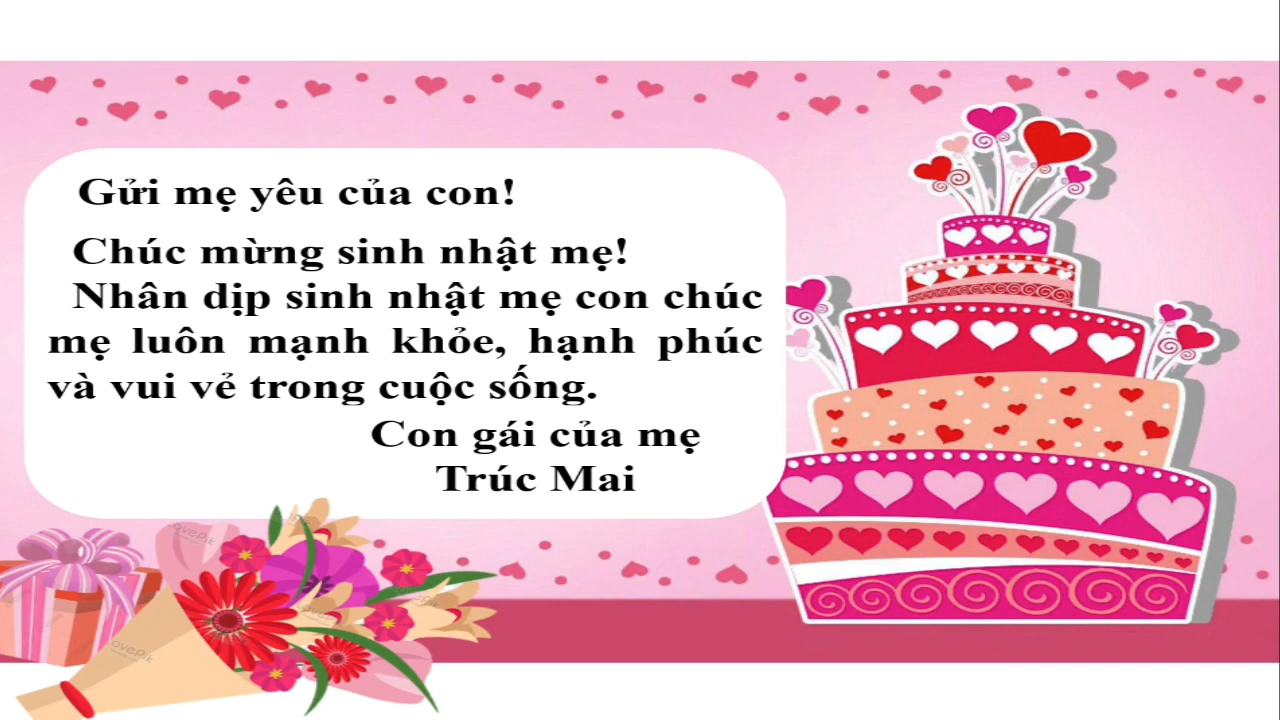 Gửi mẹ yêu của con!
Chúc mừng sinh nhật mẹ!
Nhân dịp sinh nhật mẹ con chúc
mẹ luôn mạnh khỏe, hạnh phúc
và vui vẻ trong cuộc sống.
Con gái của mẹ
Trúc Mai